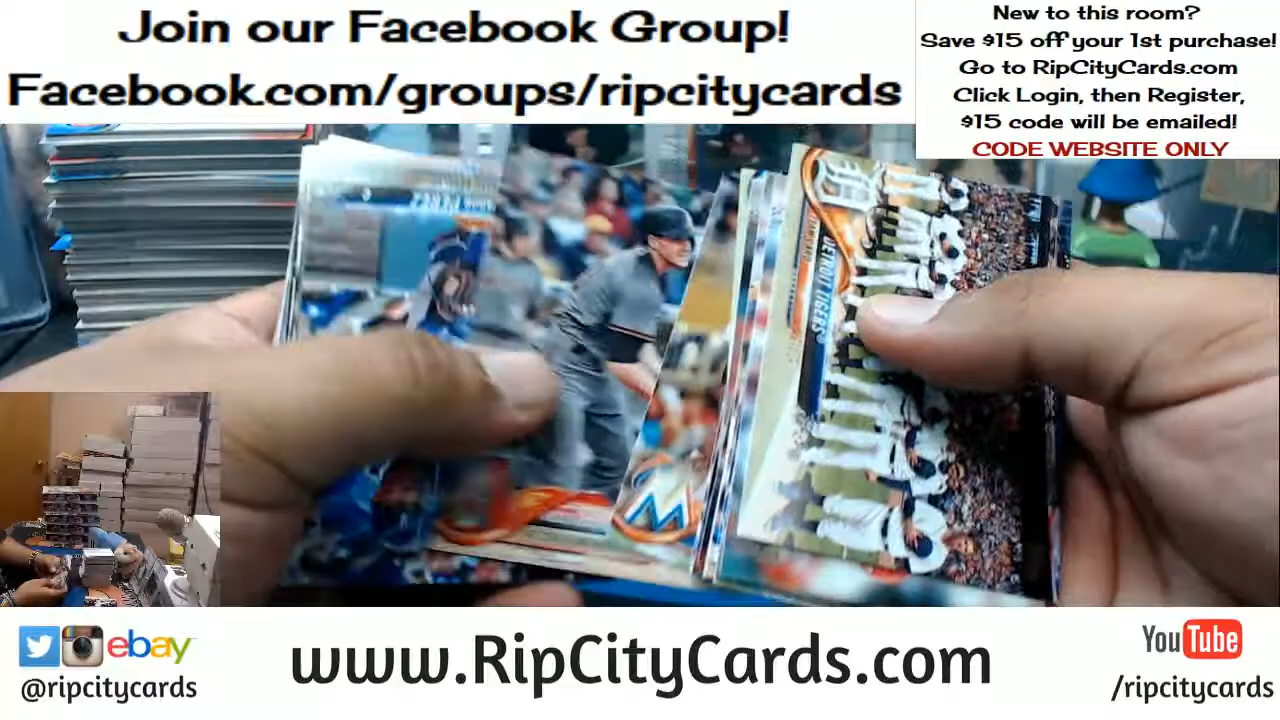 Join our Facebook Group!
Facebook.com/groups/ripcitycards
New to this room?
Save $15 off your 1st purchase!
Go to RipCityCards.com
Click Login, then Register,
$15 code will be emailed!
CODE WEBSITE ONLY
PEREZ
DETROIT TIGERS
M
ebay
@ripcitycards
www.RipCityCards.com
YouTube
/ripcitycards